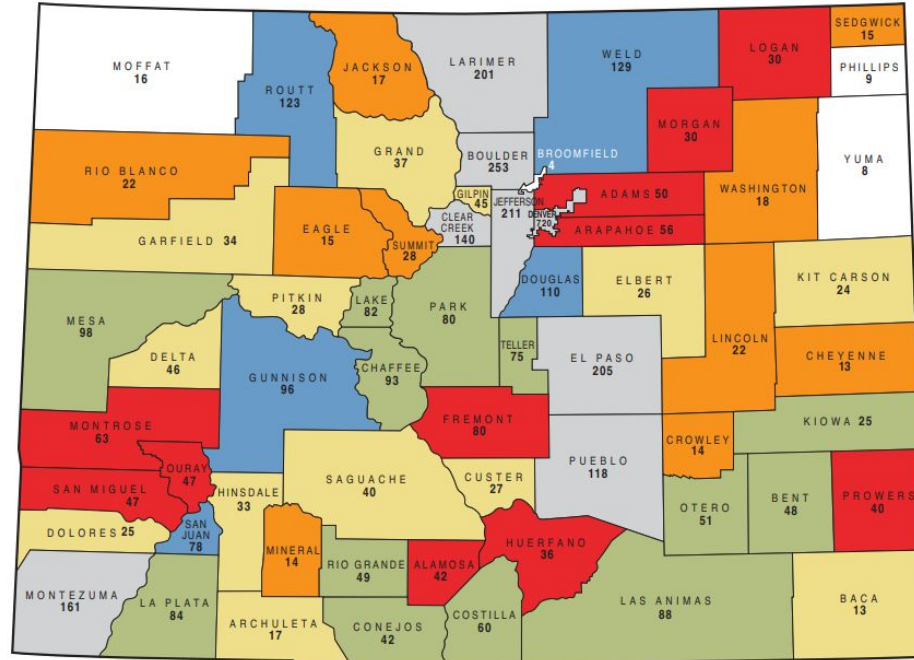 MOFFAT
16
ROUTT
123
JACKSON
17
LARIMER
201
WELD
129
LOGAN
30
SEDGWICK
15
PHILLIPS
9
MORGAN
30
YUMA
8
RIO BLANCO
22
GRAND
37
BOULDER
253
BROOMFIELD
4
GILPIN
45
JEFFERSON
211
DENVER
720
ADAMS 50
ARAPAHOE 56
WASHINGTON
18
GARFIELD 34
EAGLE
15
SUMMIT
28
CLEAR
CREEK
140
DOUGLAS
110
ELBERT
26
KIT CARSON
24
MESA
98
PITKIN
28
LAKE
82
PARK
80
TELLER
75
LINCOLN
22
CHEYENNE
13
DELTA
46
GUNNISON
96
CHAFFEE
93
EL PASO
205
MONTROSE
63
FREMONT
80
KIOWA 25
CROWLEY
14
OURAY
47
SAGUACHE
40
CUSTER
27
PUEBLO
118
SAN MIGUEL
47
HINSDALE
33
OTERO
51
BENT
48
PROWERS
40
DOLORES 25
SAN
JUAN
78
MINERAL
14
RIO GRANDE
49
ALAMOSA
42
HUERFANO
36
MONTEZUMA
161
LA PLATA
84
ARCHULETA
17
CONEJOS
42
COSTILLA
60
LAS ANIMAS
88
BACA
13